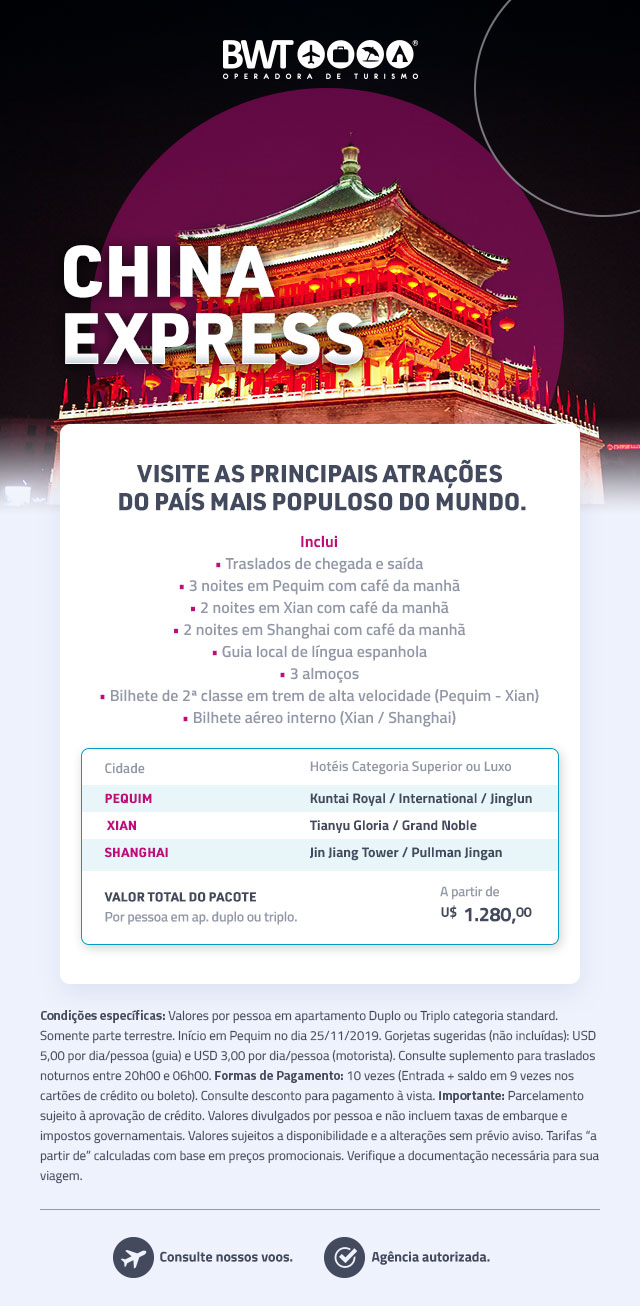 BWT
OPERADORA DE TURISMO
CHINA
EXPRESS
VISITE AS PRINCIPAIS ATRAÇÕES
DO PAÍS MAIS POPULOSO DO MUNDO.
Inclui
▪ Traslados de chegada e saída
▪ 3 noites em Pequim com café da manhã
▪ 2 noites em Xian com café da manhã
▪ 2 noites em Shanghai com café da manhã
▪ Guia local de língua espanhola
▪ 3 almoços
▪ Bilhete de 2ª classe em trem de alta velocidade (Pequim - Xian)
▪ Bilhete aéreo interno (Xian / Shanghai)
Cidade Hotéis Categoria Superior ou Luxo
PEQUIM Kuntai Royal / International / Jinglun
XIAN Tianyu Gloria / Grand Noble
SHANGHAI Jin Jiang Tower / Pullman Jingan
VALOR TOTAL DO PACOTE
Por pessoa em ap. duplo ou triplo.
A partir de
U$ 1.280,00
Condições específicas: Valores por pessoa em apartamento Duplo ou Triplo categoria standard.
Somente parte terrestre. Início em Pequim no dia 25/11/2019. Gorjetas sugeridas (não incluídas): USD
5,00 por dia/pessoa (guia) e USD 3,00 por dia/pessoa (motorista). Consulte suplemento para traslados
noturnos entre 20h00 e 06h00. Formas de Pagamento: 10 vezes (Entrada + saldo em 9 vezes nos
cartões de crédito ou boleto). Consulte desconto para pagamento à vista. Importante: Parcelamento
sujeito à aprovação de crédito. Valores divulgados por pessoa e não incluem taxas de embarque e
impostos governamentais. Valores sujeitos a disponibilidade e a alterações sem prévio aviso. Tarifas “a
partir de” calculadas com base em preços promocionais. Verifique a documentação necessária para sua
viagem.
Consulte nossos voos.
Agência autorizada.